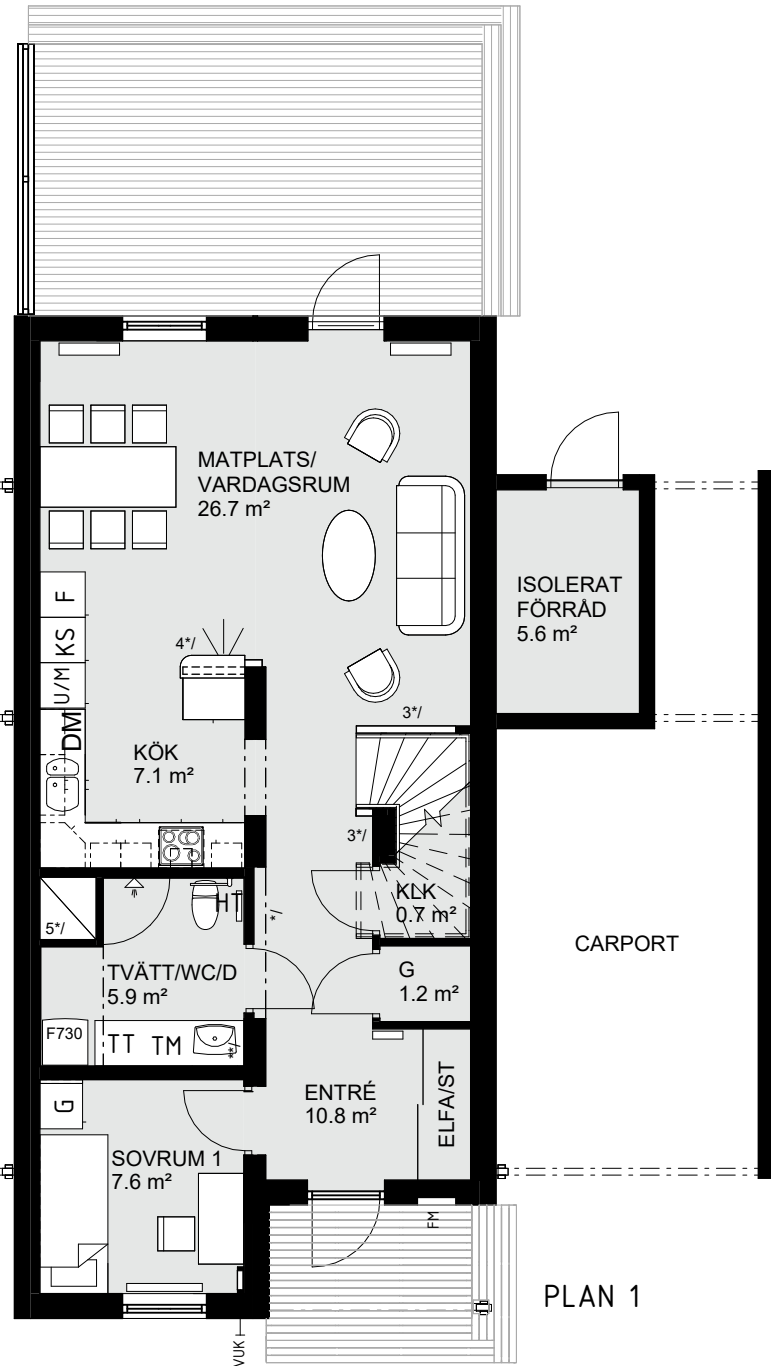 MATPLATS/
VARDAGSRUM
26.7 m²
ISOLERAT
FÖRRÅD
5.6 m²
F
KS
U/M
DM
4*/
KÖK
7.1 m²
3*/
3*/
KLK
0.7 m²
5*/
HT
*/
CARPORT
TVÄTT/WC/D
5.9 m²
G
1.2 m²
F730
TT TM
**/
ENTRÉ
10.8 m²
ELFA/ST
G
SOVRUM 1
7.6 m²
FM
PLAN 1
VUK